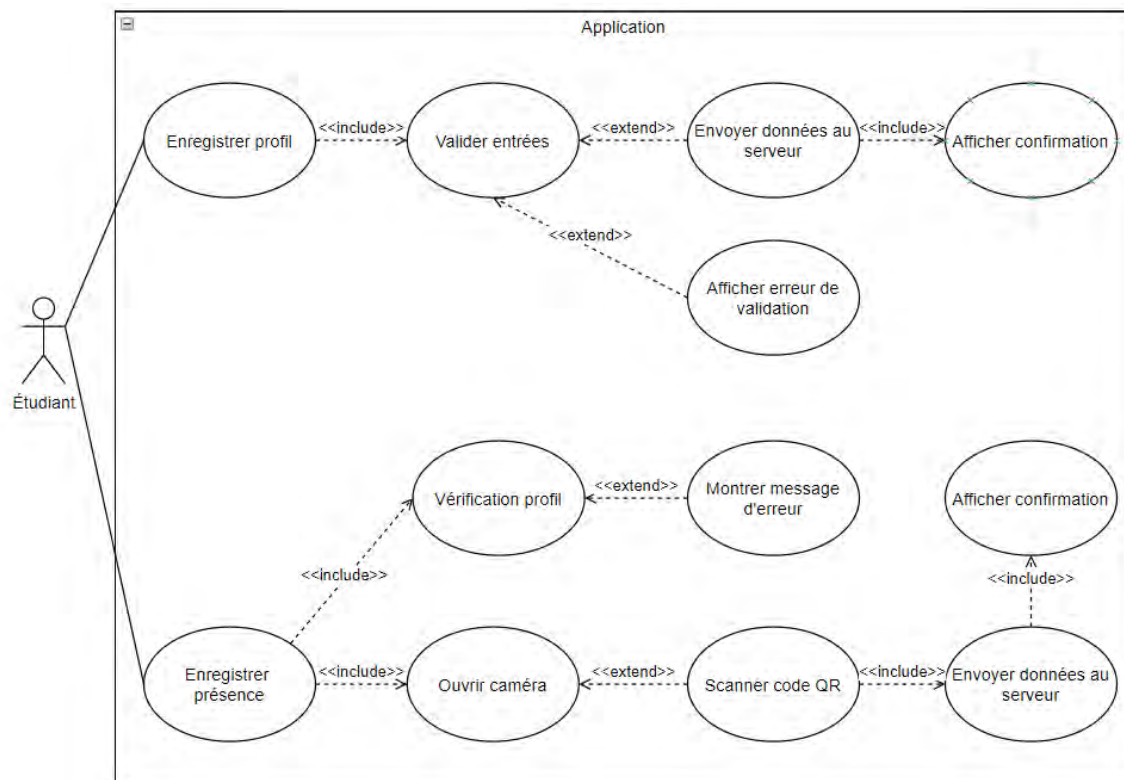 Application
Enregistrer profil
<<include>>
Valider entrées
<<extend>>
Envoyer données au
serveur
<<include>>
Afficher confirmation
<<extend>>
Afficher erreur de
validation
Étudiant
Vérification profil
<<extend>>
Montrer message
d'erreur
Afficher confirmation
<<include>>
<<include>>
Enregistrer
présence
<<include>>
Ouvrir caméra
<<extend>>
Scanner code QR
<<include>>
Envoyer données au
serveur